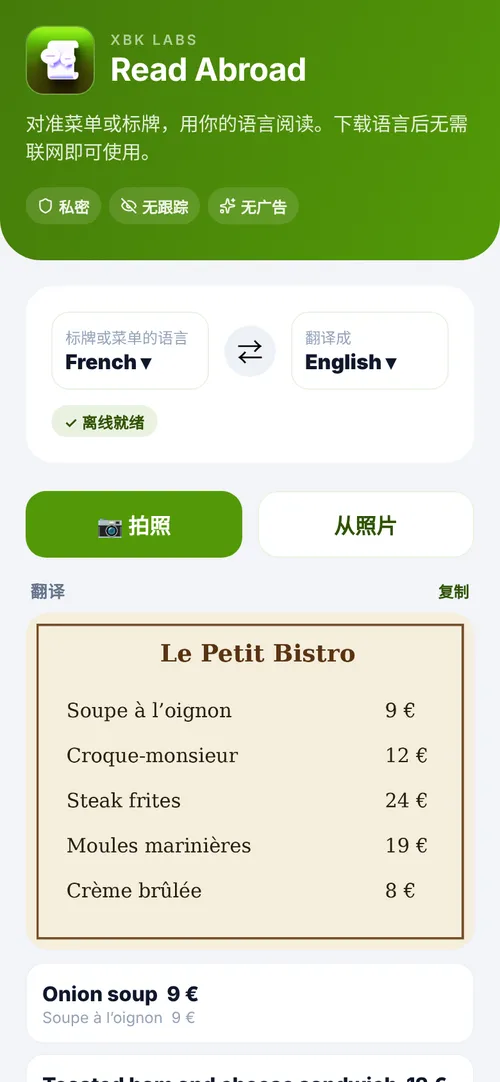 XBK LABS
Read Abroad
对准菜单或标牌，用你的语言阅读。下载语言后无需
联网即可使用。
私密 无跟踪 无广告
标牌或菜单的语言 翻译成
French ▾ English ▾
✓ 离线就绪
拍照 从照片
翻译 复制
Le Petit Bistro
Soupe à l’oignon 9 €
Croque-monsieur 12 €
Steak frites 24 €
Moules marinières 19 €
Crème brûlée 8 €
Onion soup 9 €
Soupe à l’oignon 9 €